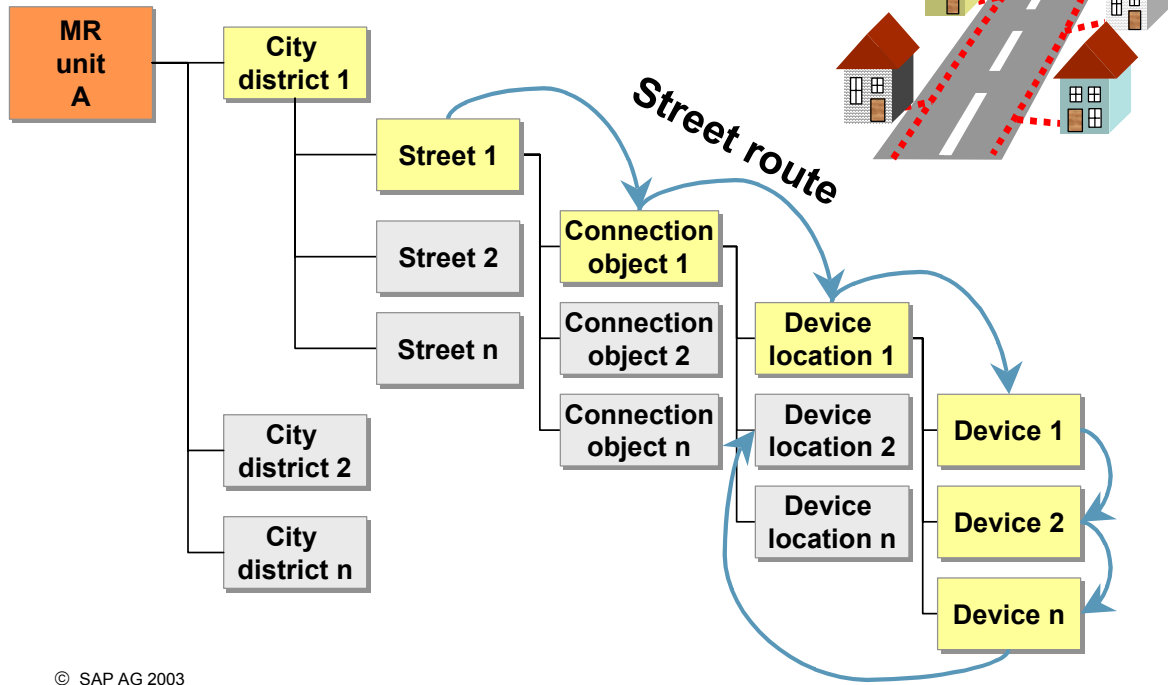 MR
unit
A
City
district 1
Street 1
Street 2
Street n
Street route
Connection
object 1
Connection
object 2
Connection
object n
Device
location 1
Device
location 2
Device
location n
Device 1
Device 2
Device n
City
district 2
City
district n
© SAP AG 2003